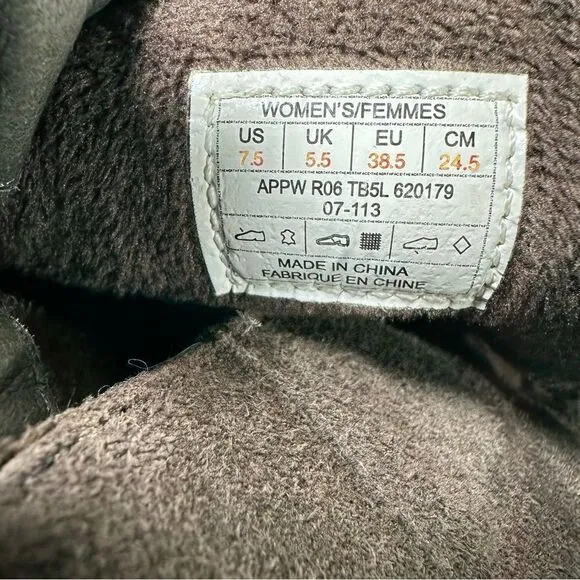 WOMEN'S/FEMMES
US UK EU CM
7.5 5.5 38.5 24.5
APPW R06 TB5L 620179
07-113
MADE IN CHINA
FABRIQUE EN CHINE